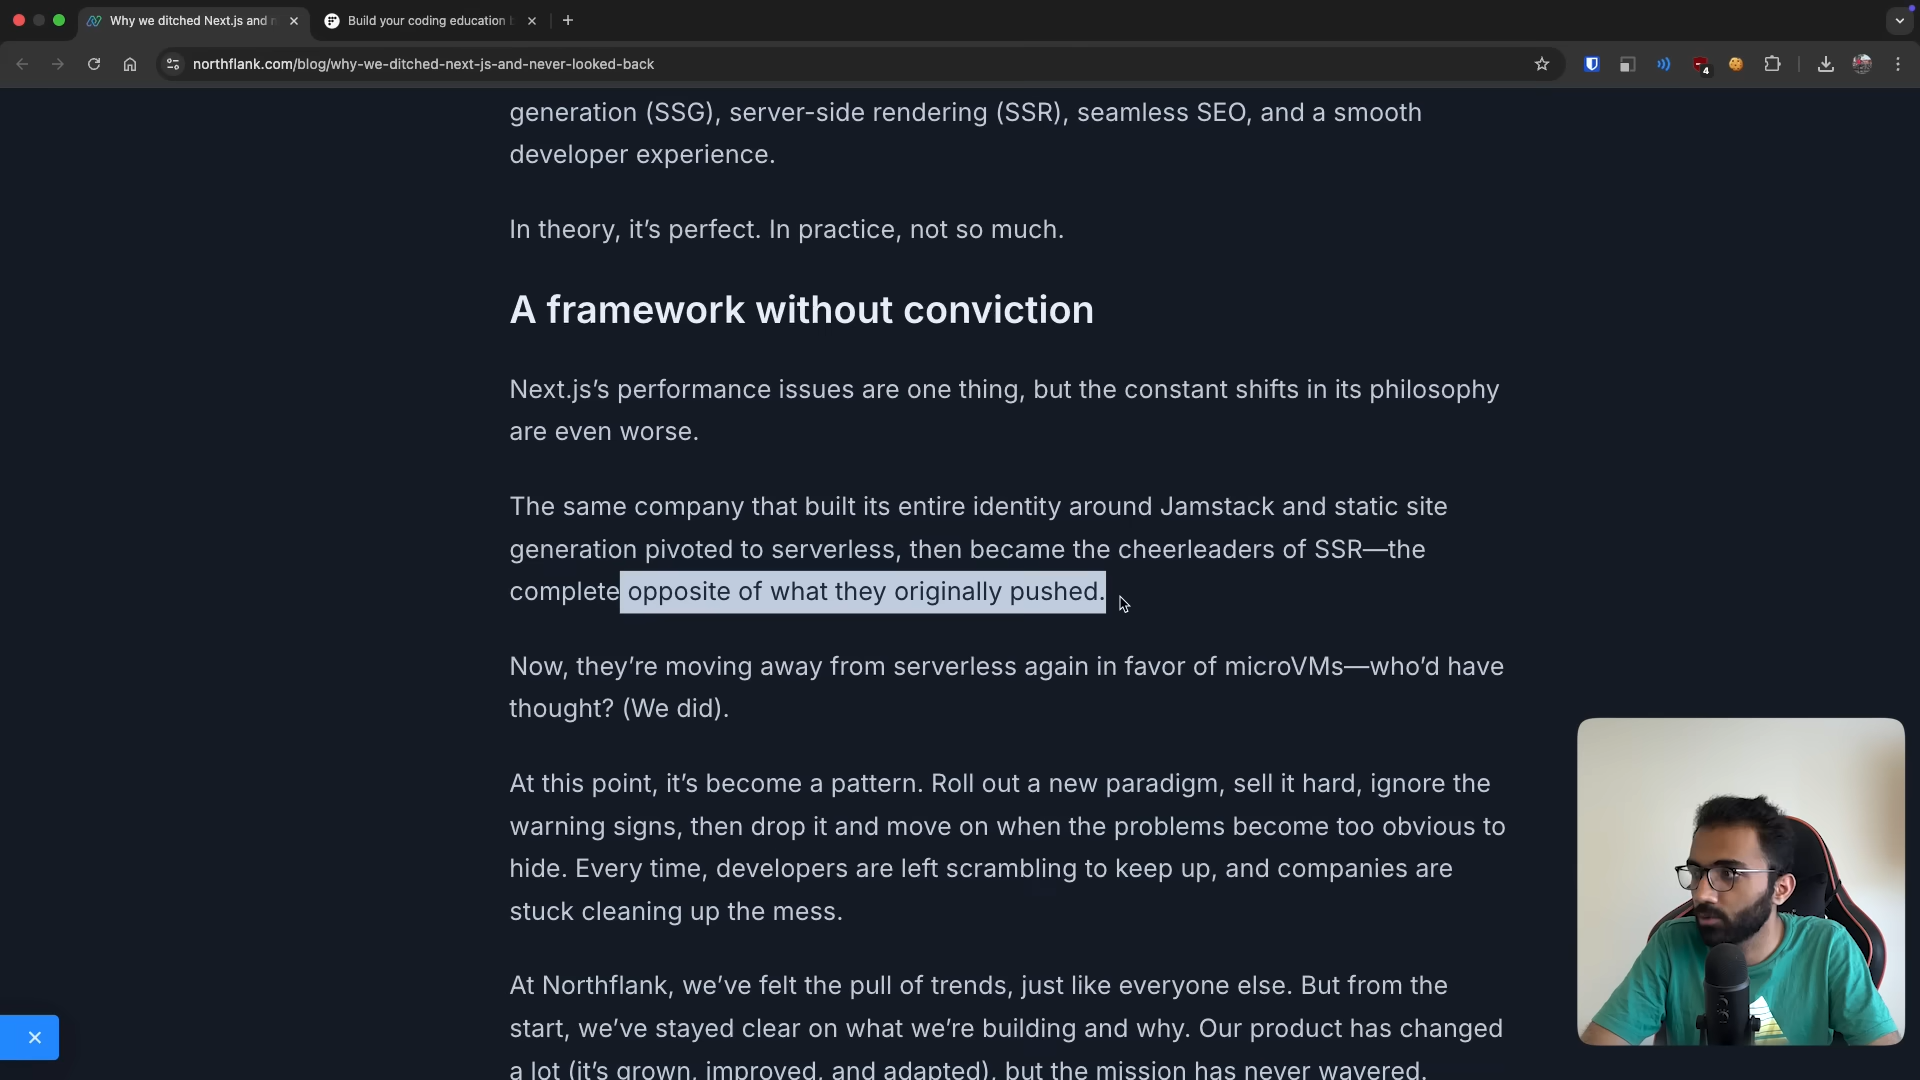 Why we ditched Next.js and n
Build your coding education b
northflank.com/blog/why-we-ditched-next-js-and-never-looked-back
4
generation (SSG), server-side rendering (SSR), seamless SEO, and a smooth
developer experience.
In theory, it’s perfect. In practice, not so much.
A framework without conviction
Next.js’s performance issues are one thing, but the constant shifts in its philosophy
are even worse.
The same company that built its entire identity around Jamstack and static site
generation pivoted to serverless, then became the cheerleaders of SSR—the
complete opposite of what they originally pushed.
Now, they’re moving away from serverless again in favor of microVMs—who’d have
thought? (We did).
At this point, it’s become a pattern. Roll out a new paradigm, sell it hard, ignore the
warning signs, then drop it and move on when the problems become too obvious to
hide. Every time, developers are left scrambling to keep up, and companies are
stuck cleaning up the mess.
At Northflank, we’ve felt the pull of trends, just like everyone else. But from the
start, we’ve stayed clear on what we’re building and why. Our product has changed
a lot (it’s grown, improved, and adapted), but the mission has never wavered.